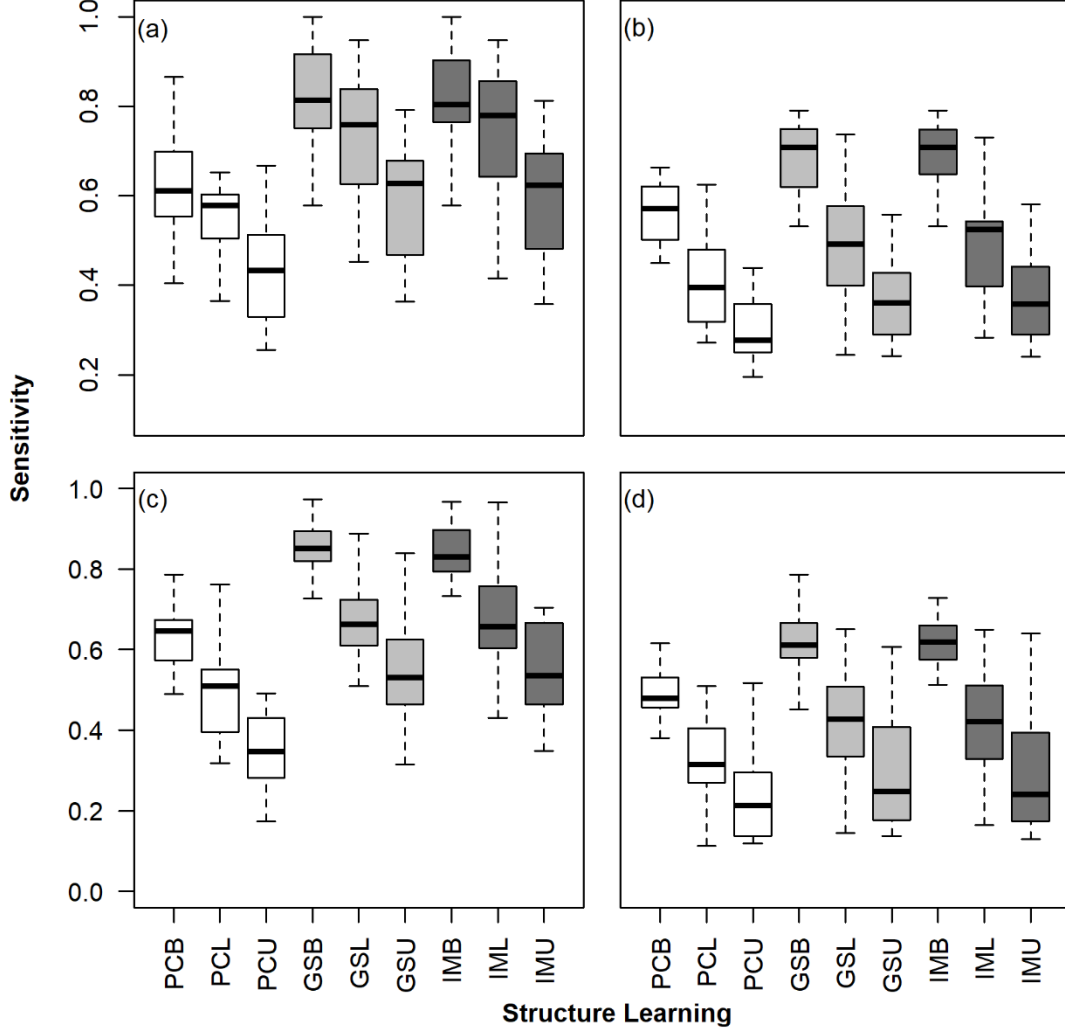 (a)
(b)
1.0
0.8
0.6
0.4
0.2
Sensitivity
(c)
(d)
1.0
0.8
0.6
0.4
0.2
0.0
PCB PCL PCU GSB GSL GSU IMB IML IMU
PCB PCL PCU GSB GSL GSU IMB IML IMU
Structure Learning